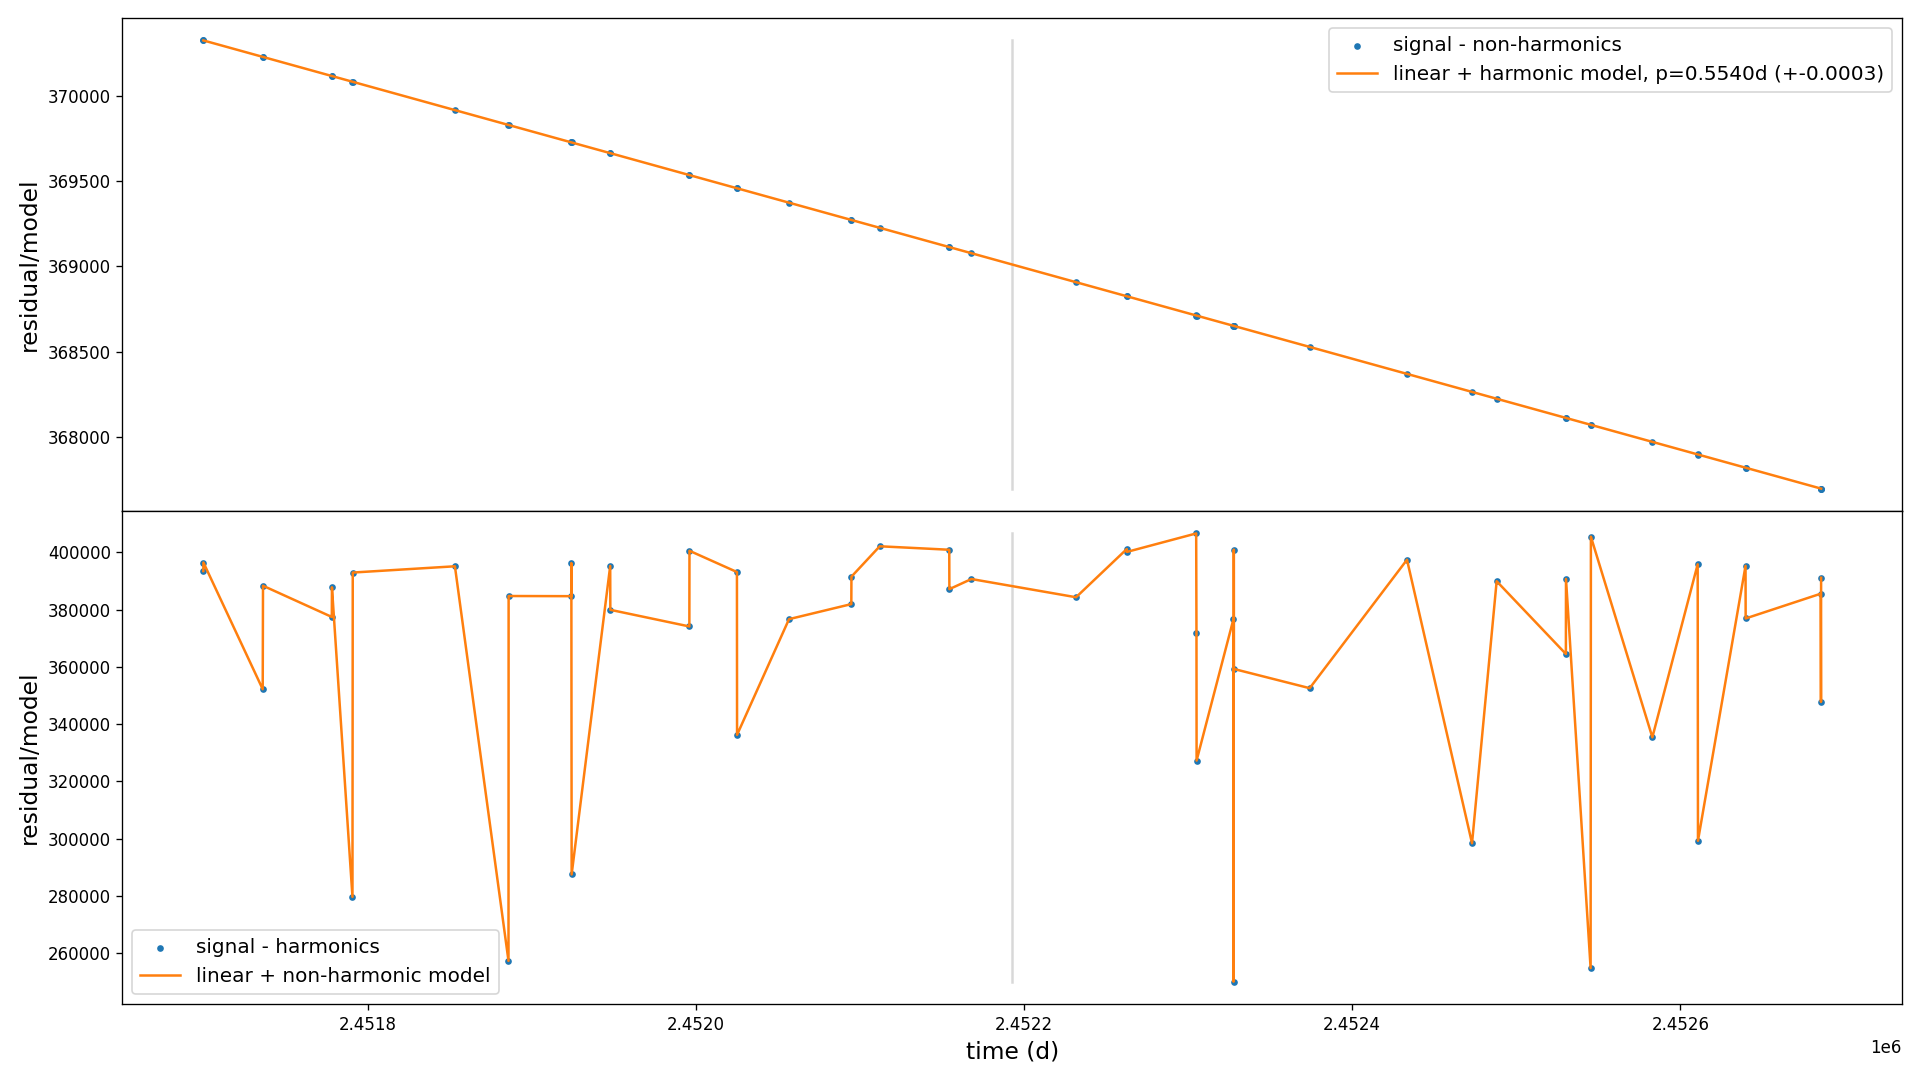 signal - non-harmonics
linear + harmonic model, p=0.5540d (+-0.0003)
370000
369500
369000
368500
368000
residual/model
400000
380000
360000
340000
320000
300000
280000
260000
residual/model
signal - harmonics
linear + non-harmonic model
2.4518
2.4520
2.4522
2.4524
2.4526
1e6
time (d)